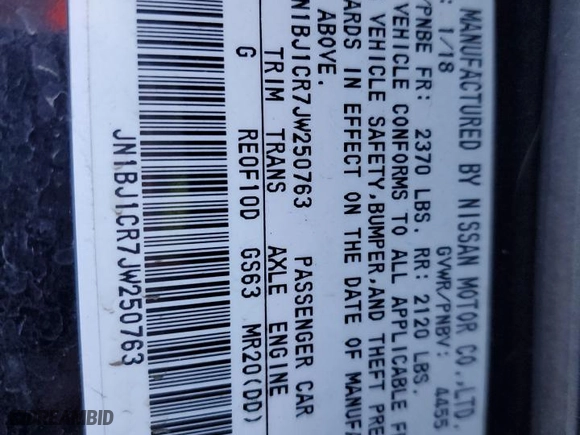 MANUFACTURED BY NISSAN MOTOR CO.,LTD.
: 1/18 GVWR/PNBV: 4455
/PNBE FR: 2370 LBS. RR: 2120 LBS.
VEHICLE CONFORMS TO ALL APPLICABLE F
VEHICLE SAFETY,BUMPER,AND THEFT PRE
ARDS IN EFFECT ON THE DATE OF MANUFA
ABOVE.
N1BJ1CR7JW250763 PASSENGER CAR
TRIM TRANS AXLE ENGINE
G RE0F10D GS63 MR20(DD)
JN1BJ1CR7JW250763